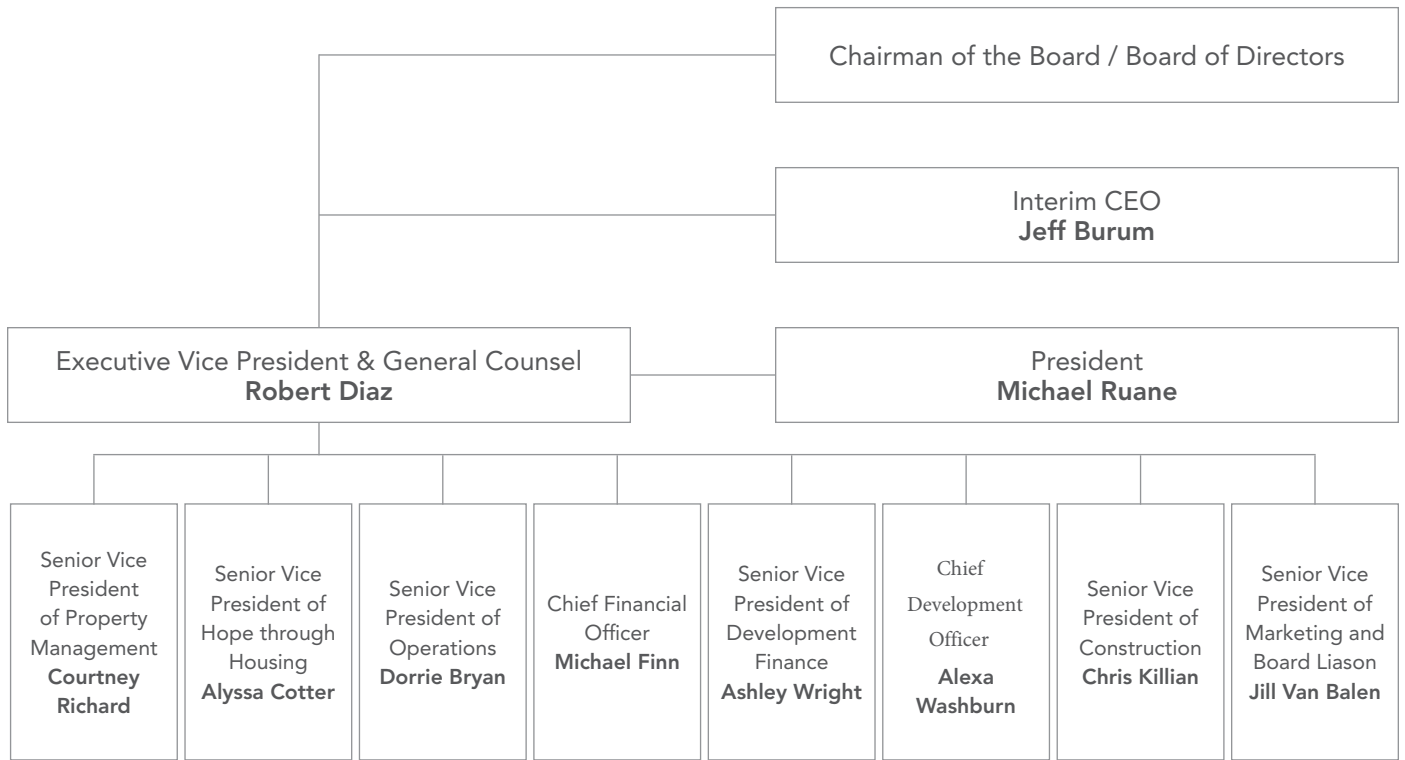 Chairman of the Board / Board of Directors
Interim CEO
Jeff Burum
Executive Vice President & General Counsel
Robert Diaz
President
Michael Ruane
Senior Vice
President
of Property
Management
Courtney
Richard
Senior Vice
President of
Hope through
Housing
Alyssa Cotter
Senior Vice
President of
Operations
Dorrie Bryan
Chief Financial
Officer
Michael Finn
Senior Vice
President of
Development
Finance
Ashley Wright
Chief
Development
Officer
Alexa
Washburn
Senior Vice
President of
Construction
Chris Killian
Senior Vice
President of
Marketing and
Board Liason
Jill Van Balen